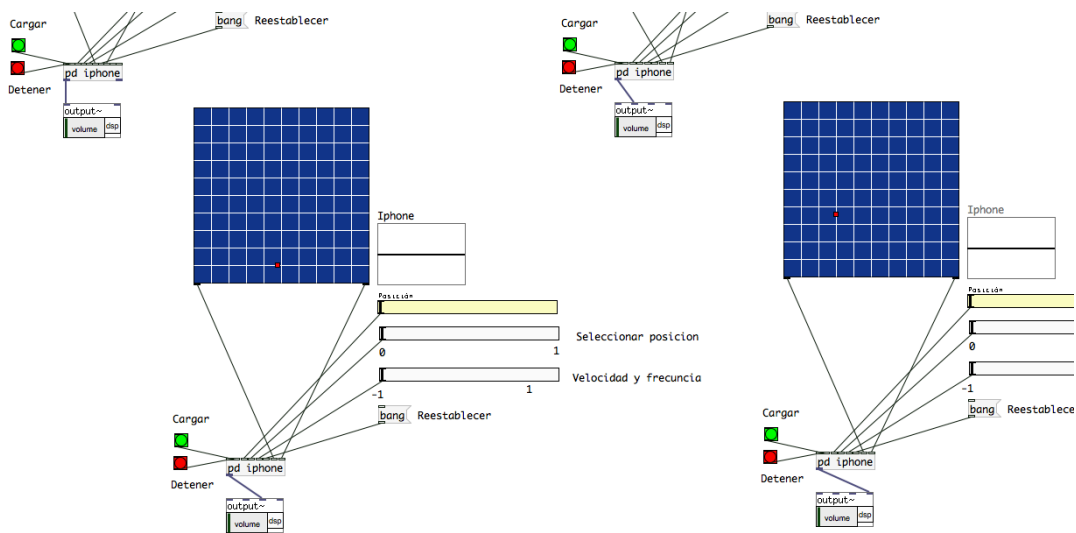 Cargar
bang
Reestablecer
pd iphone
Detener
output~
volume
dsp
Cargar
bang
Reestablecer
pd iphone
Detener
output~
volume
dsp
Iphone
Posición
Seleccionar posicion
0
1
Velocidad y frecuncia
-1
1
bang
Reestablecer
Cargar
pd iphone
Detener
output~
volume
dsp
Iphone
Posición
0
-1
bang
Reestablecer
Cargar
pd iphone
Detener
output~
volume
dsp